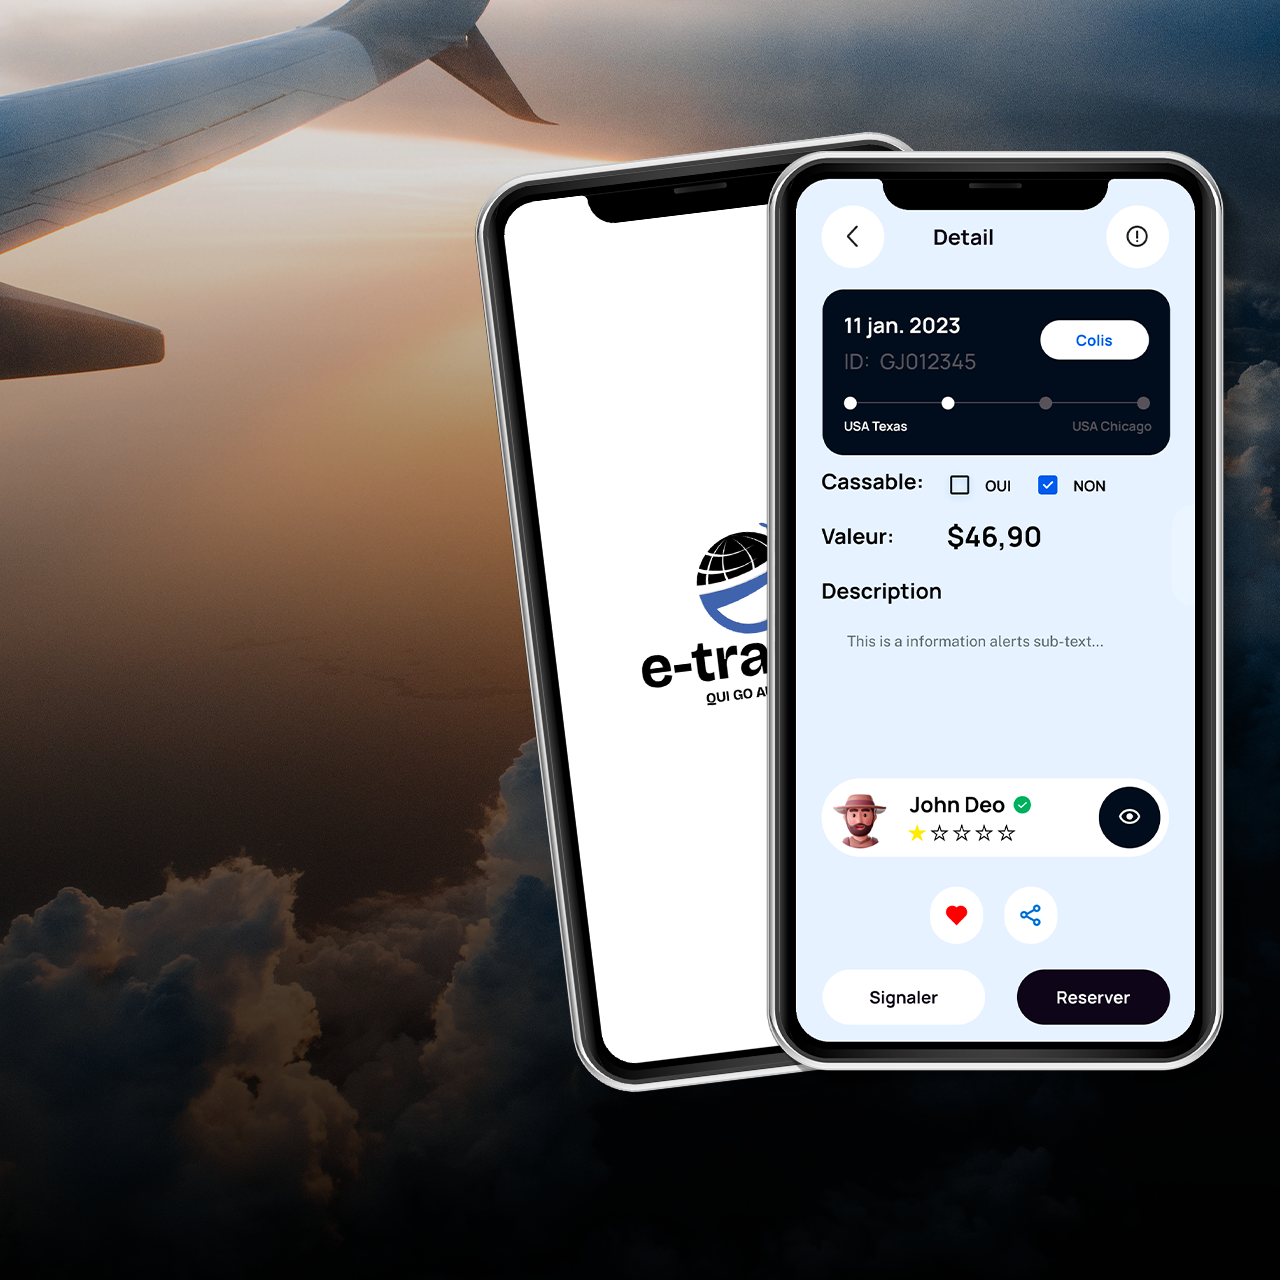 e-tra
QUI GO
Detail
11 jan. 2023
Colis
ID: GJ012345
USA Texas
USA Chicago
Cassable:
OUI
NON
Valeur:
$46,90
Description
This is a information alerts sub-text...
John Deo
Signaler
Reserver